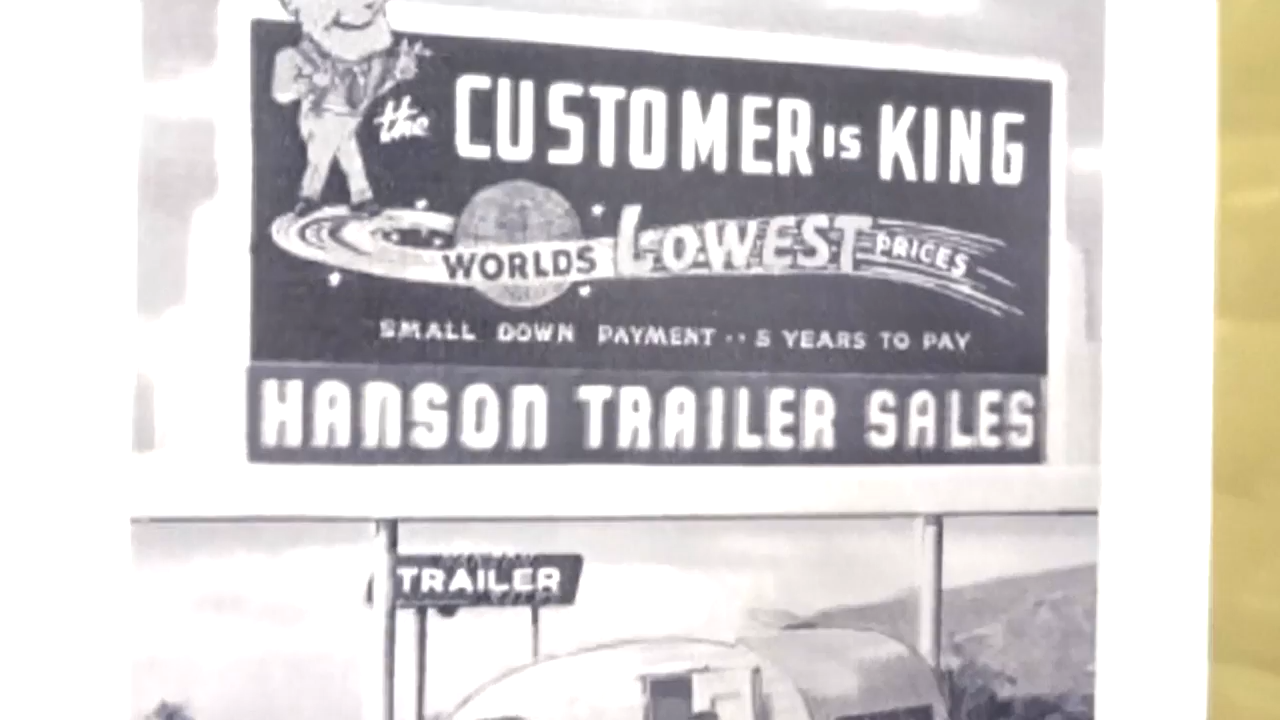 the CUSTOMER IS KING
WORLDS LOWEST PRICES
SMALL DOWN PAYMENT -- 5 YEARS TO PAY
HANSON TRAILER SALES
TRAILER